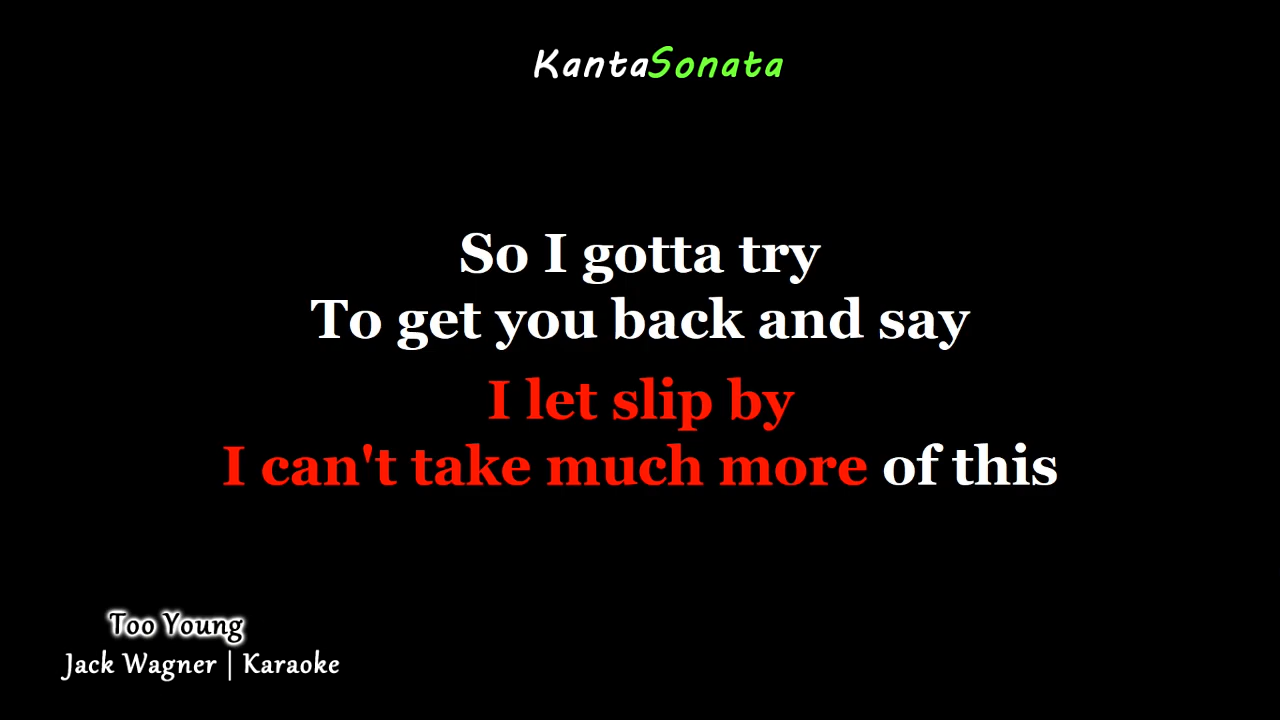 KantaSonata
So I gotta try
To get you back and say
I let slip by
I can't take much more of this
Too Young
Jack Wagner | Karaoke